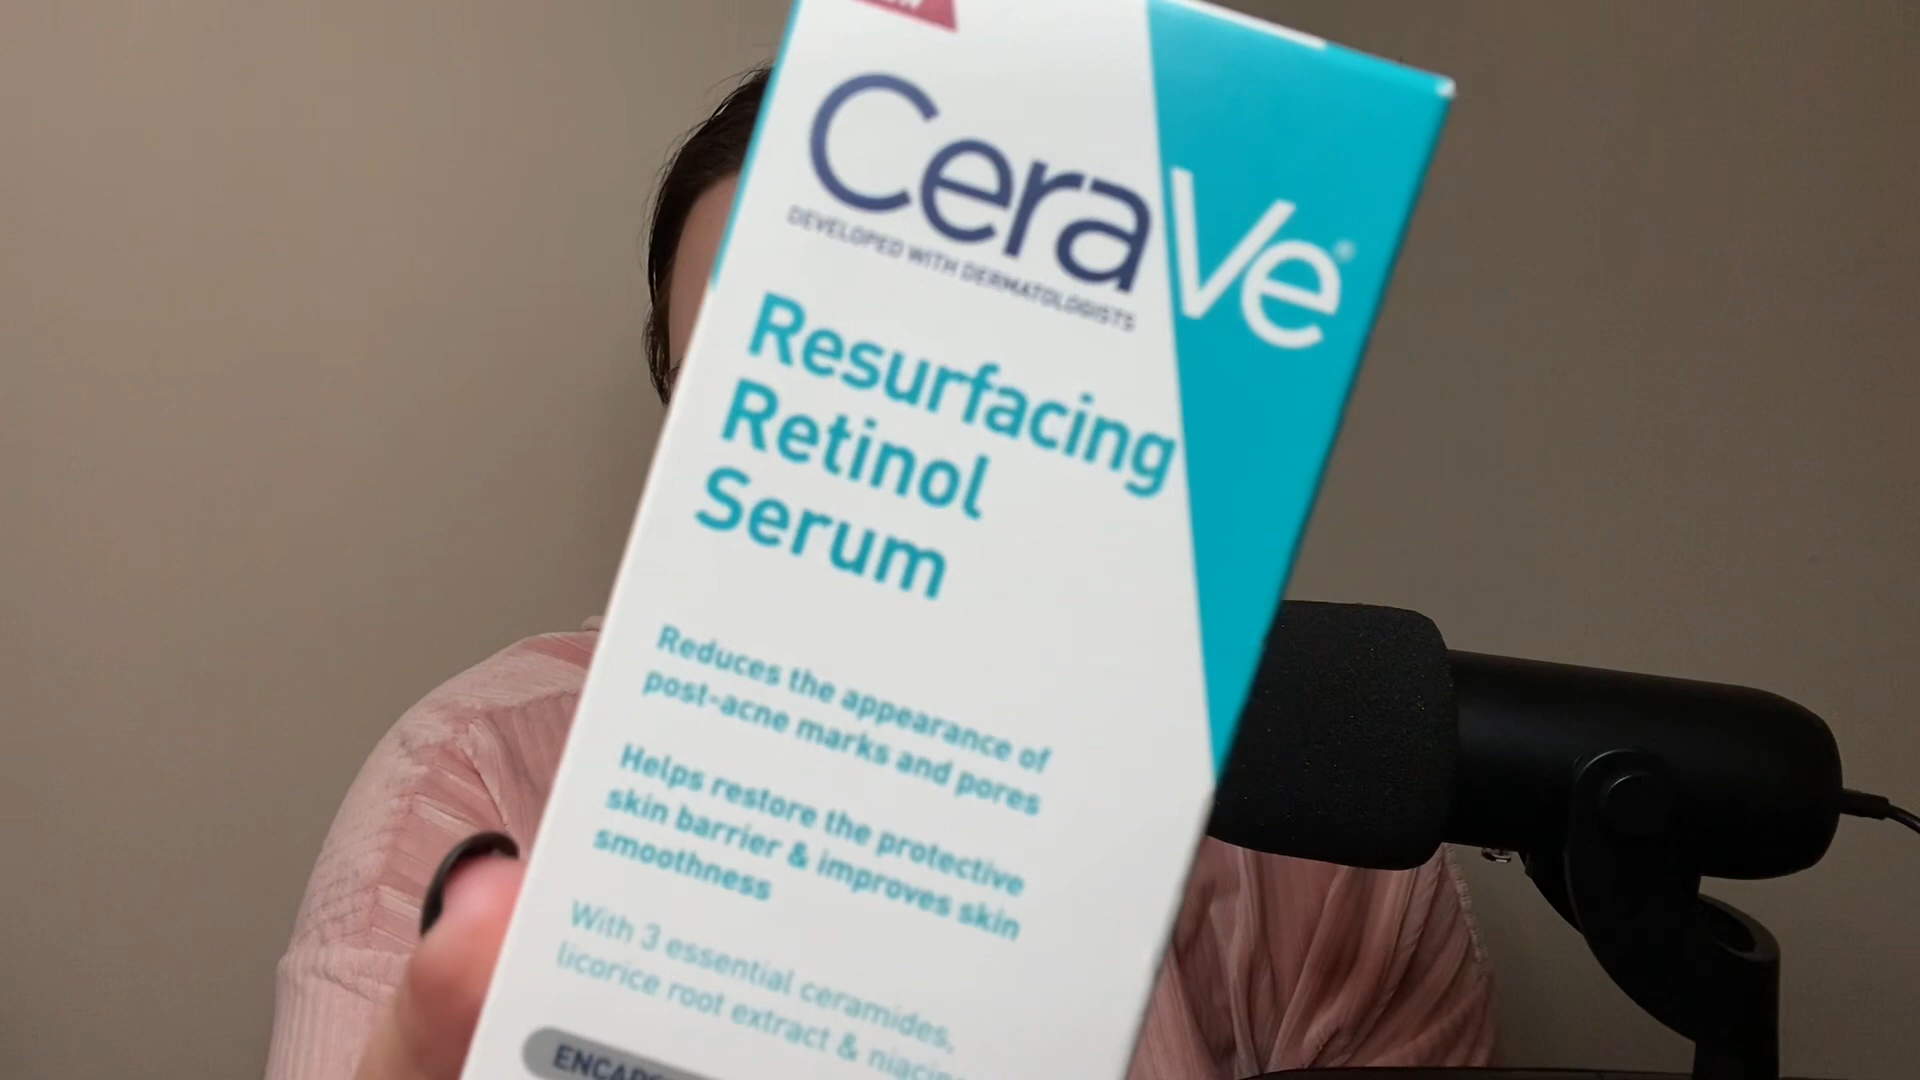 CeraVe®
DEVELOPED WITH DERMATOLOGISTS
Resurfacing
Retinol
Serum
Reduces the appearance of
post-acne marks and pores
Helps restore the protective
skin barrier & improves skin
smoothness
With 3 essential ceramides,
licorice root extract &